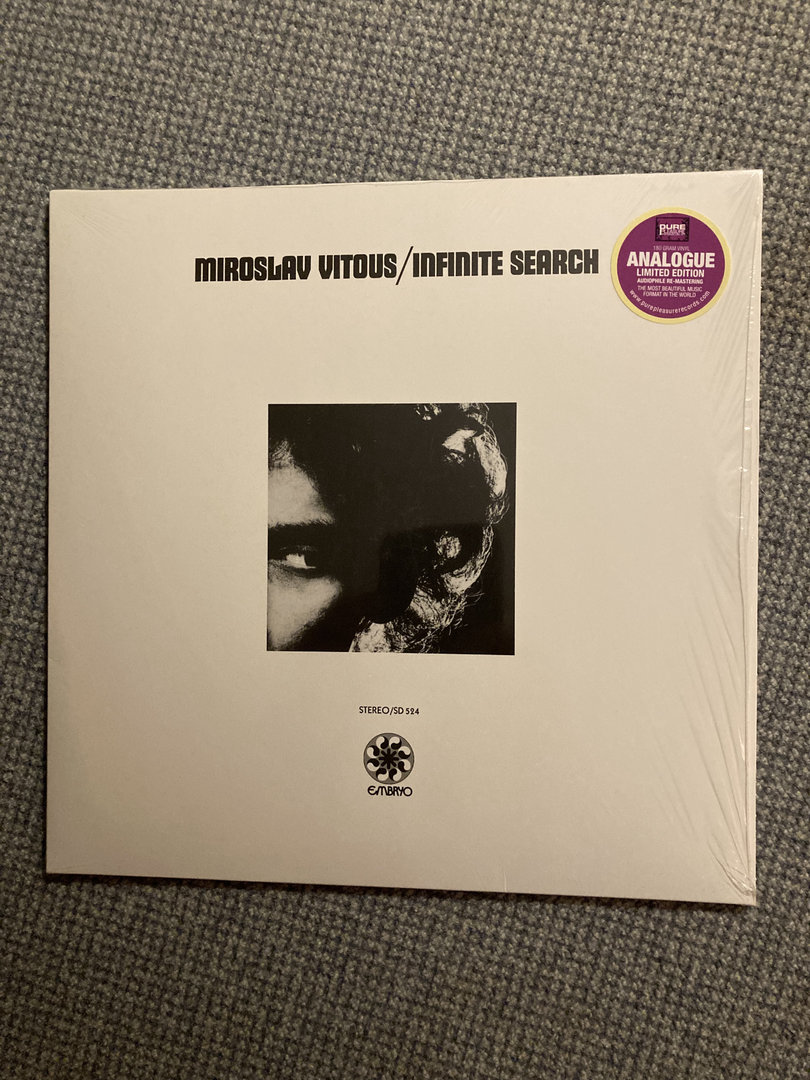 MIROSLAV VITOUS/INFINITE SEARCH
PURE
180 GRAM VINYL
ANALOGUE
LIMITED EDITION
AUDIOPHILE RE-MASTERING
THE MOST BEAUTIFUL MUSIC
FORMAT IN THE WORLD
www.purepleasurerecords.com
STEREO/SD 524
EMBRYO